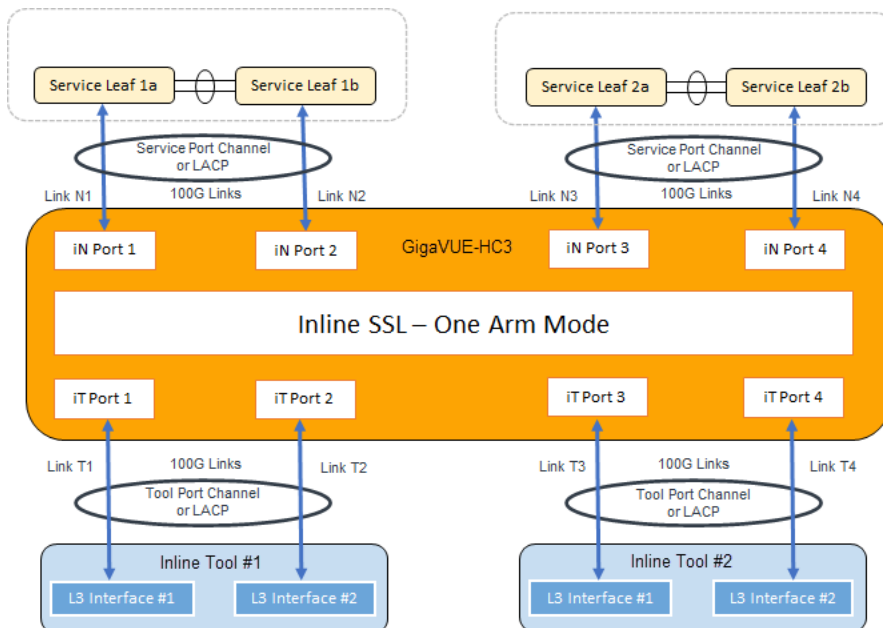 Service Leaf 1a
Service Leaf 1b
Service Leaf 2a
Service Leaf 2b
Service Port Channel
or LACP
Service Port Channel
or LACP
Link N1
100G Links
Link N2
Link N3
100G Links
Link N4
iN Port 1
iN Port 2
GigaVUE-HC3
iN Port 3
iN Port 4
Inline SSL – One Arm Mode
iT Port 1
iT Port 2
iT Port 3
iT Port 4
Link T1
100G Links
Link T2
Link T3
100G Links
Link T4
Tool Port Channel
or LACP
Tool Port Channel
or LACP
Inline Tool #1
Inline Tool #2
L3 Interface #1
L3 Interface #2
L3 Interface #1
L3 Interface #2